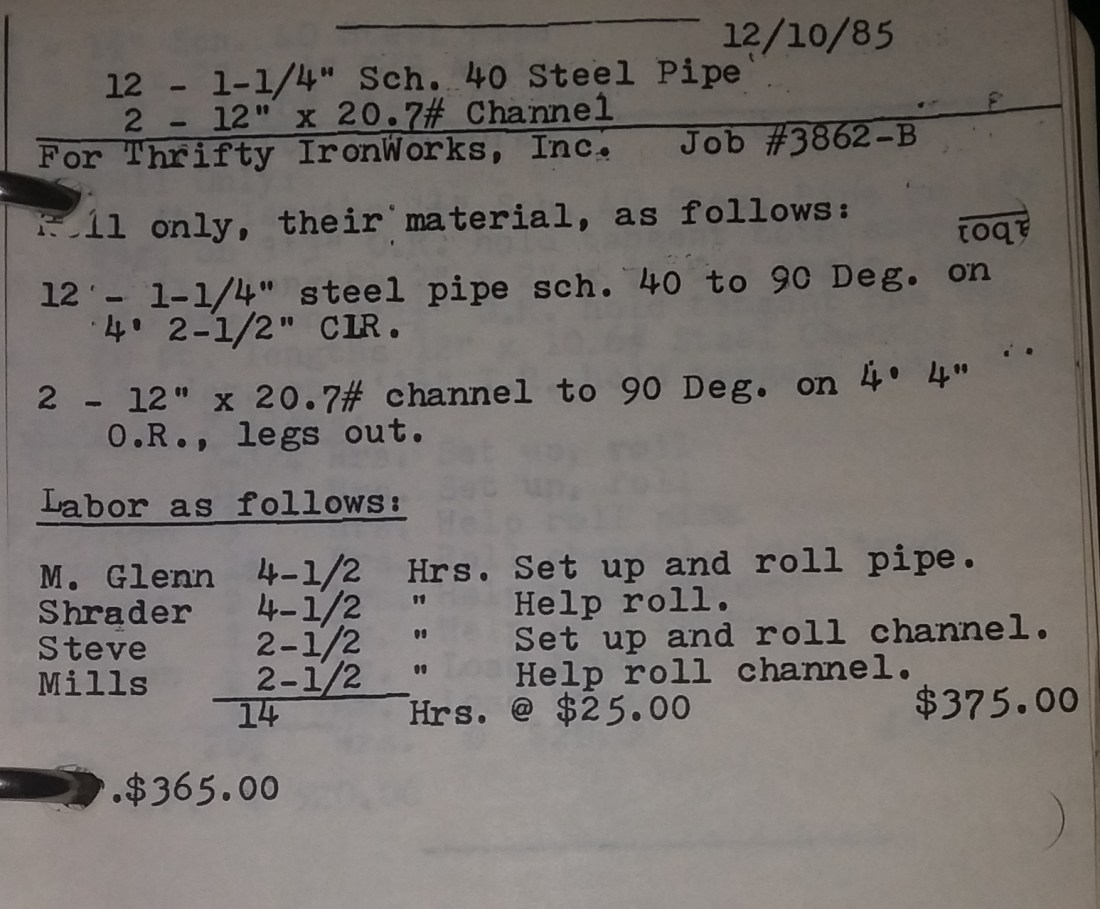 12/10/85
12 - 1-1/4" Sch. 40 Steel Pipe
2 - 12" x 20.7# Channel
For Thrifty IronWorks, Inc. Job #3862-B
ll only, their material, as follows:
12 - 1-1/4" steel pipe sch. 40 to 90 Deg. on
4' 2-1/2" CIR.
2 - 12" x 20.7# channel to 90 Deg. on 4' 4"
O.R., legs out.
Labor as follows:
M. Glenn 4-1/2 Hrs. Set up and roll pipe.
Shrader 4-1/2 " Help roll.
Steve 2-1/2 " Set up and roll channel.
Mills 2-1/2 " Help roll channel.
14 Hrs. @ $25.00 $375.00
.$365.00